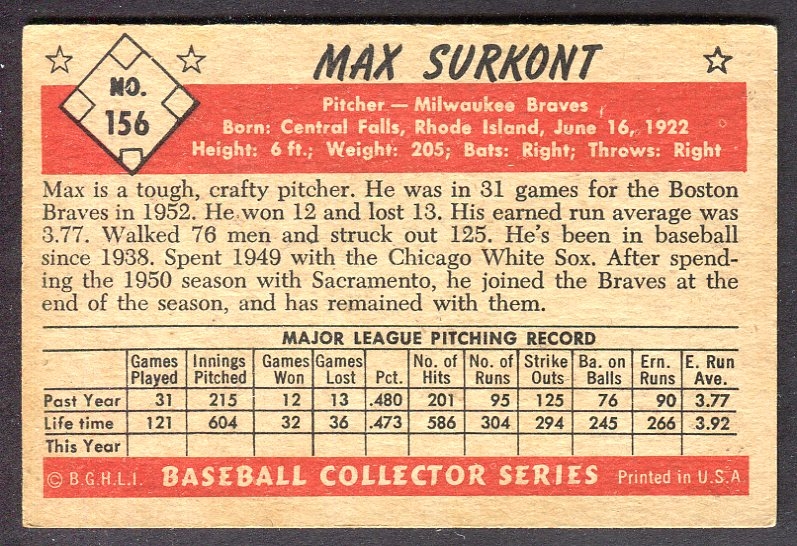 MAX SURKONT
NO.
156
Pitcher — Milwaukee Braves
Born: Central Falls, Rhode Island, June 16, 1922
Height: 6 ft.; Weight: 205; Bats: Right; Throws: Right
Max is a tough, crafty pitcher. He was in 31 games for the Boston
Braves in 1952. He won 12 and lost 13. His earned run average was
3.77. Walked 76 men and struck out 125. He's been in baseball
since 1938. Spent 1949 with the Chicago White Sox. After spend-
ing the 1950 season with Sacramento, he joined the Braves at the
end of the season, and has remained with them.
MAJOR LEAGUE PITCHING RECORD
Games Innings Games Games No. of No. of Strike Ba. on Ern. E. Run
Played Pitched Won Lost Pct. Hits Runs Outs Balls Runs Ave.
Past Year 31 215 12 13 .480 201 95 125 76 90 3.77
Life time 121 604 32 36 .473 586 304 294 245 266 3.92
This Year
© B.G.H.L.I. BASEBALL COLLECTOR SERIES Printed in U.S.A